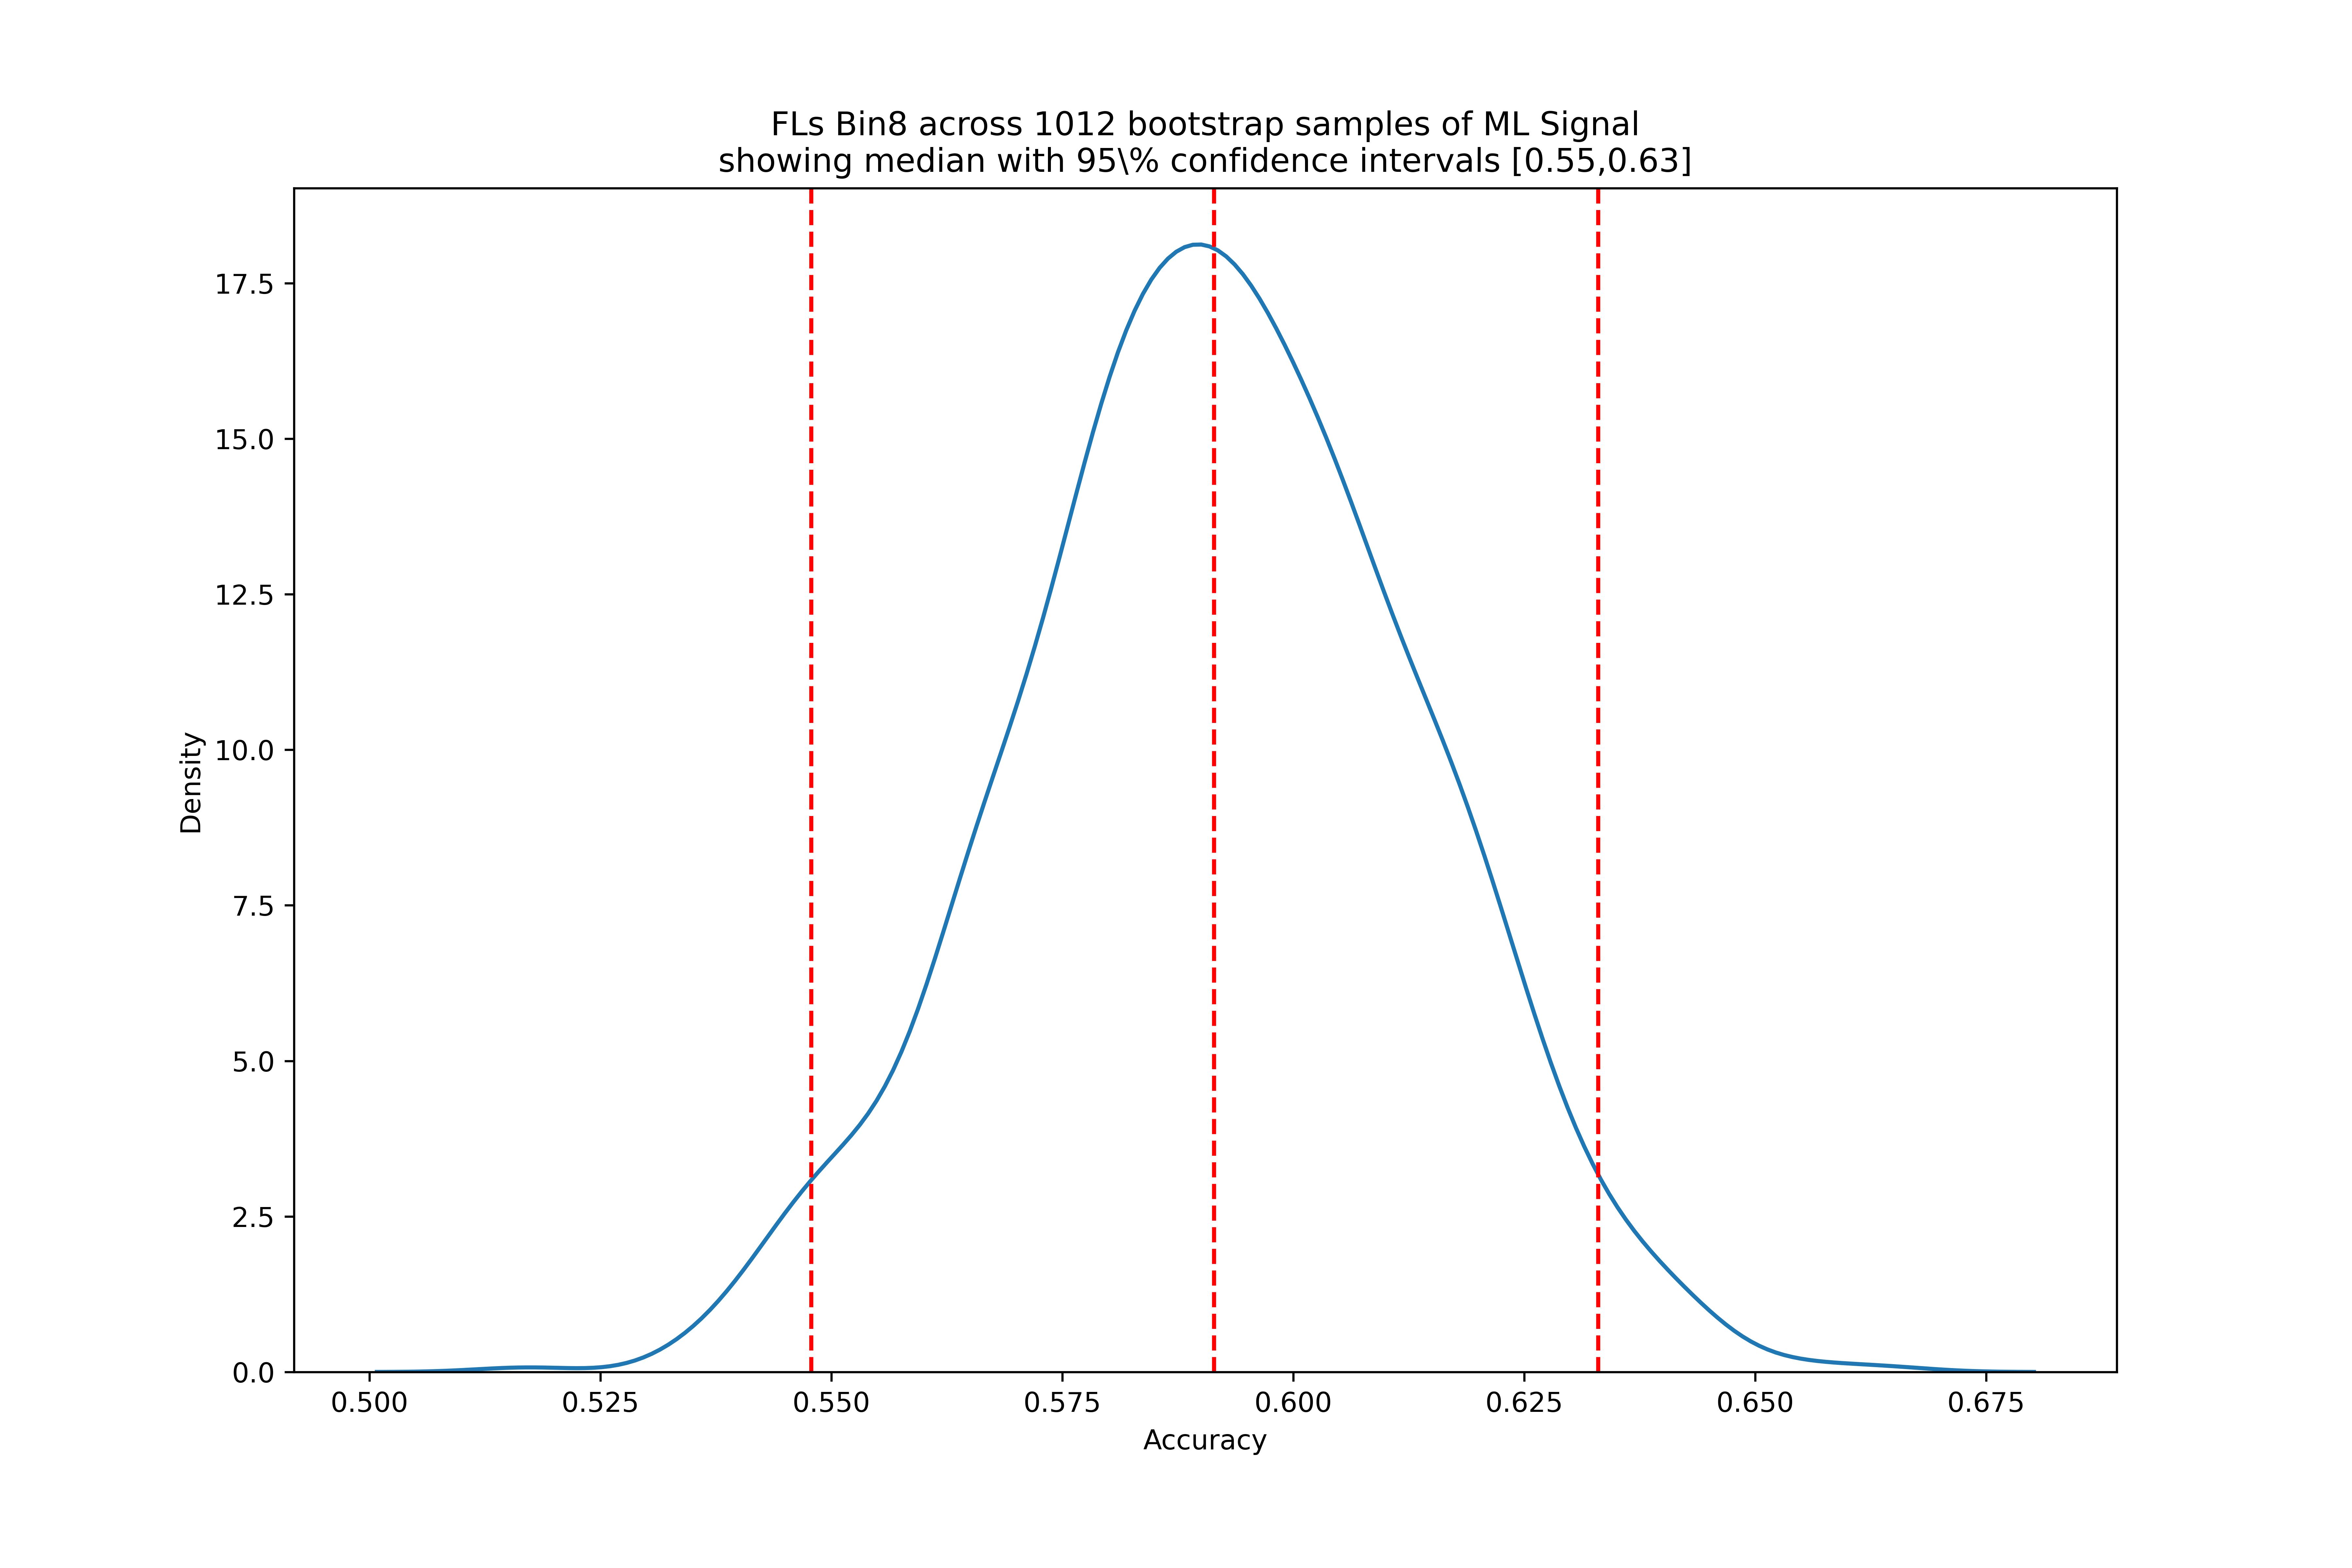 FLs Bin8 across 1012 bootstrap samples of ML Signal
showing median with 95\% confidence intervals [0.55,0.63]
17.5
15.0
12.5
10.0
7.5
5.0
2.5
0.0
Density
0.500 0.525 0.550 0.575 0.600 0.625 0.650 0.675
Accuracy